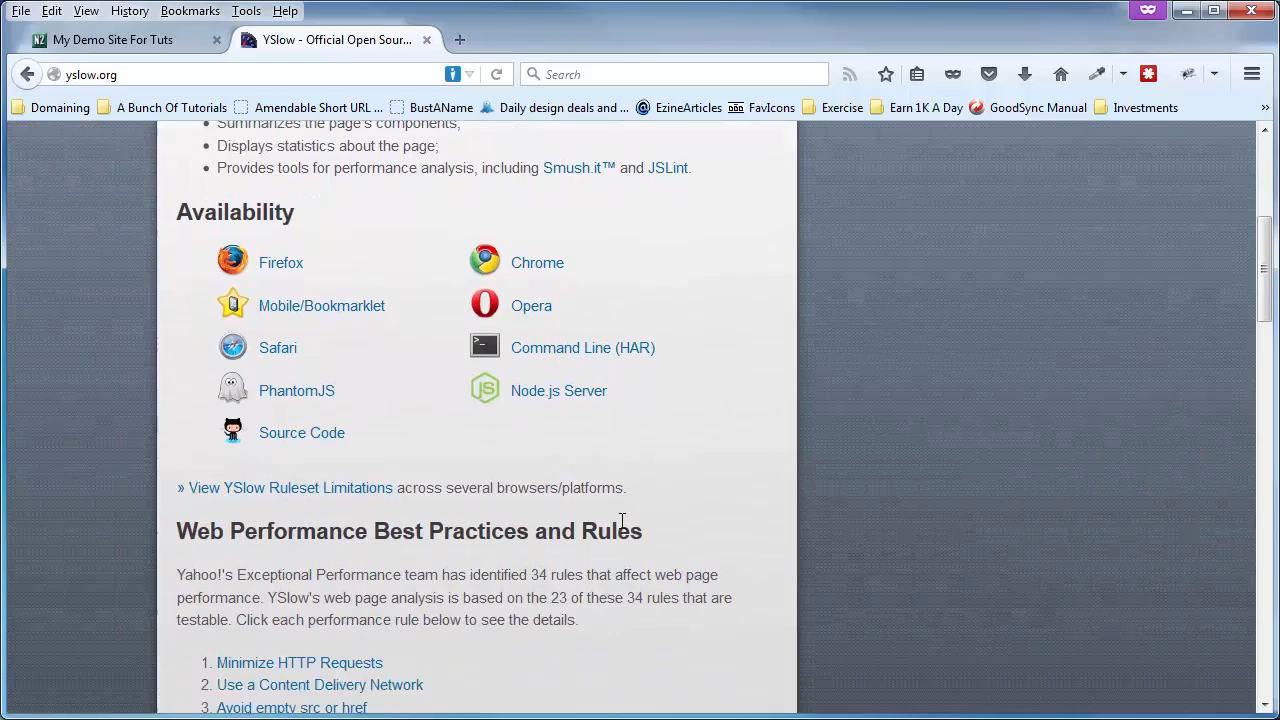 File Edit View History Bookmarks Tools Help
My Demo Site For Tuts
YSlow - Official Open Sour...
yslow.org
Search
Domaining
A Bunch Of Tutorials
Amendable Short URL ...
BustAName
Daily design deals and ...
EzineArticles
FavIcons
Exercise
Earn 1K A Day
GoodSync Manual
Investments
Summarizes the page's components;
Displays statistics about the page;
Provides tools for performance analysis, including Smush.it™ and JSLint.
Availability
Firefox
Chrome
Mobile/Bookmarklet
Opera
Safari
Command Line (HAR)
PhantomJS
Node.js Server
Source Code
» View YSlow Ruleset Limitations across several browsers/platforms.
Web Performance Best Practices and Rules
Yahoo!'s Exceptional Performance team has identified 34 rules that affect web page
performance. YSlow's web page analysis is based on the 23 of these 34 rules that are
testable. Click each performance rule below to see the details.
1. Minimize HTTP Requests
2. Use a Content Delivery Network
3. Avoid empty src or href